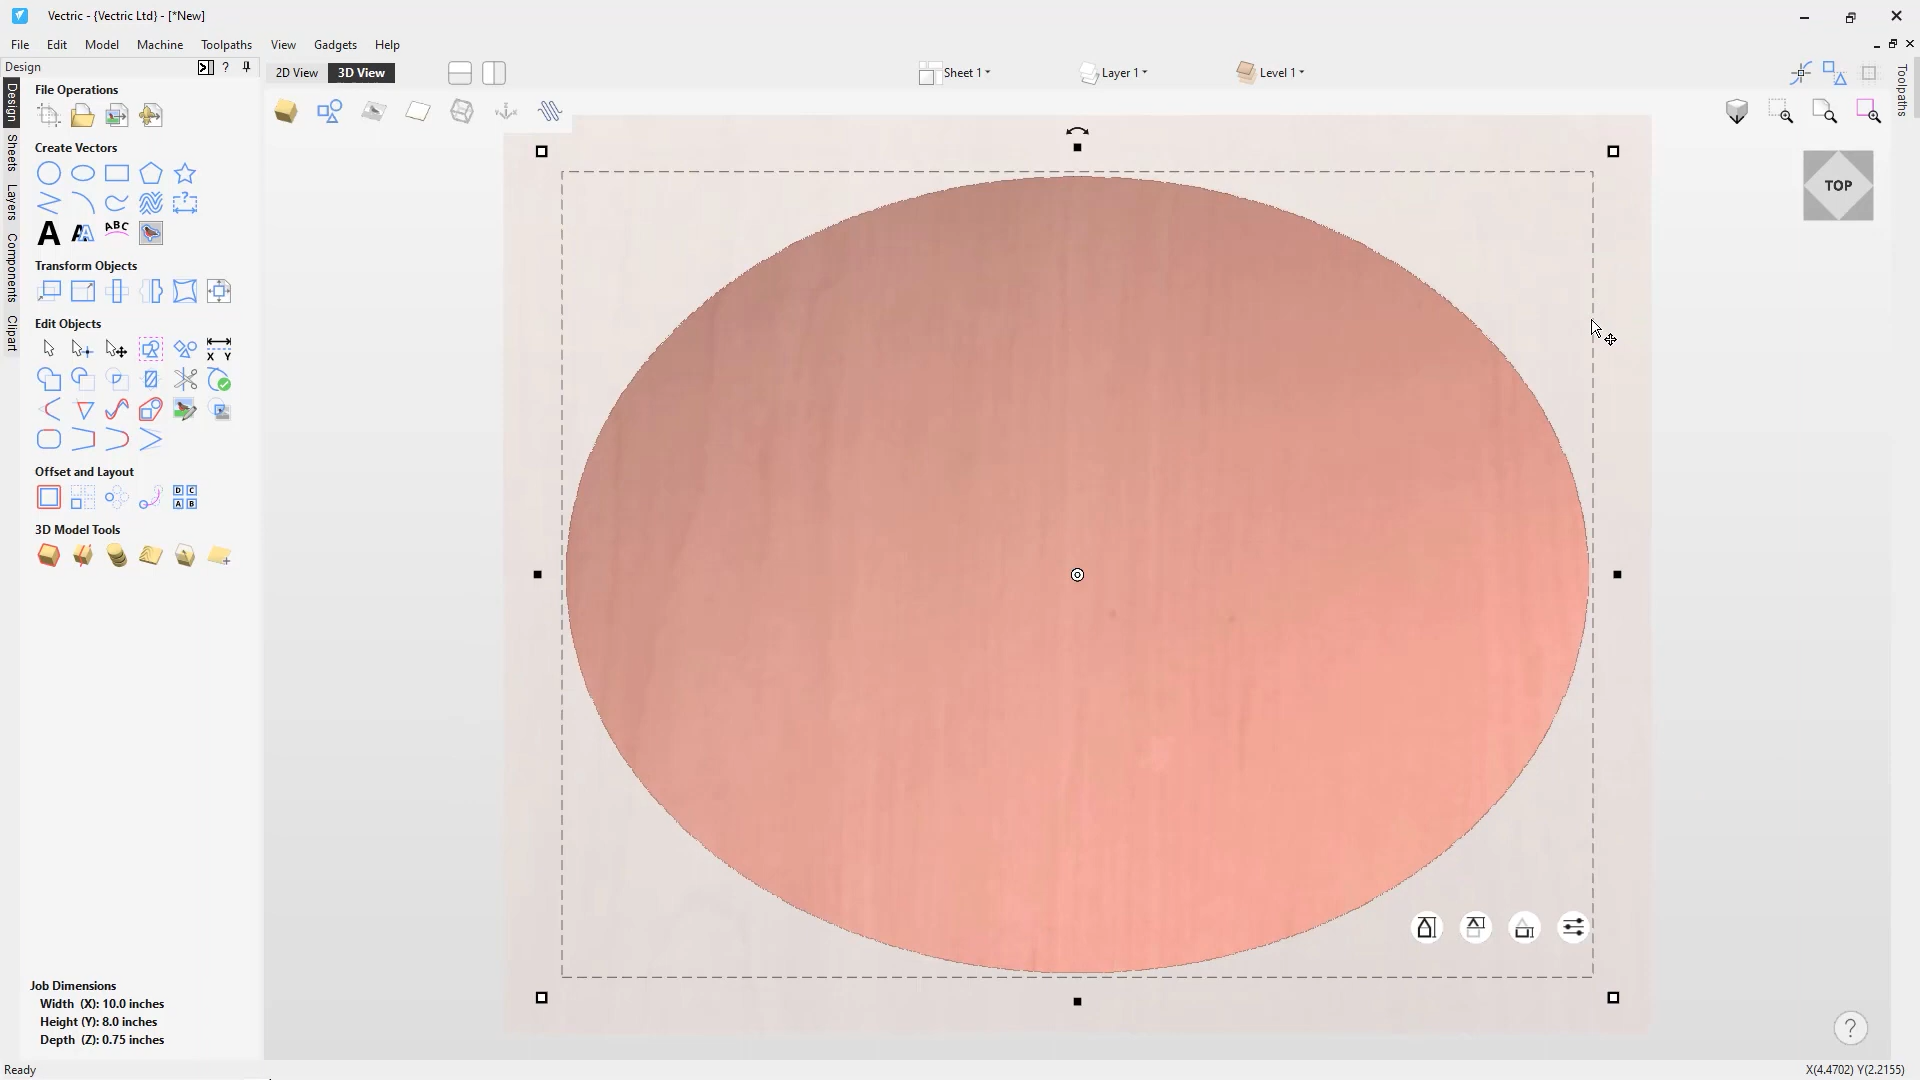 Vectric - {Vectric Ltd} - [*New]
File Edit Model Machine Toolpaths View Gadgets Help
Design ?
2D View 3D View Sheet 1 Layer 1 Level 1
Design
Sheets
Layers
Components
Clipart
Toolpaths
File Operations
Create Vectors
A A ABC
Transform Objects
Edit Objects
X Y
Offset and Layout
D C
A B
3D Model Tools
TOP
Job Dimensions
Width (X): 10.0 inches
Height (Y): 8.0 inches
Depth (Z): 0.75 inches
?
Ready
X(4.4702) Y(2.2155)